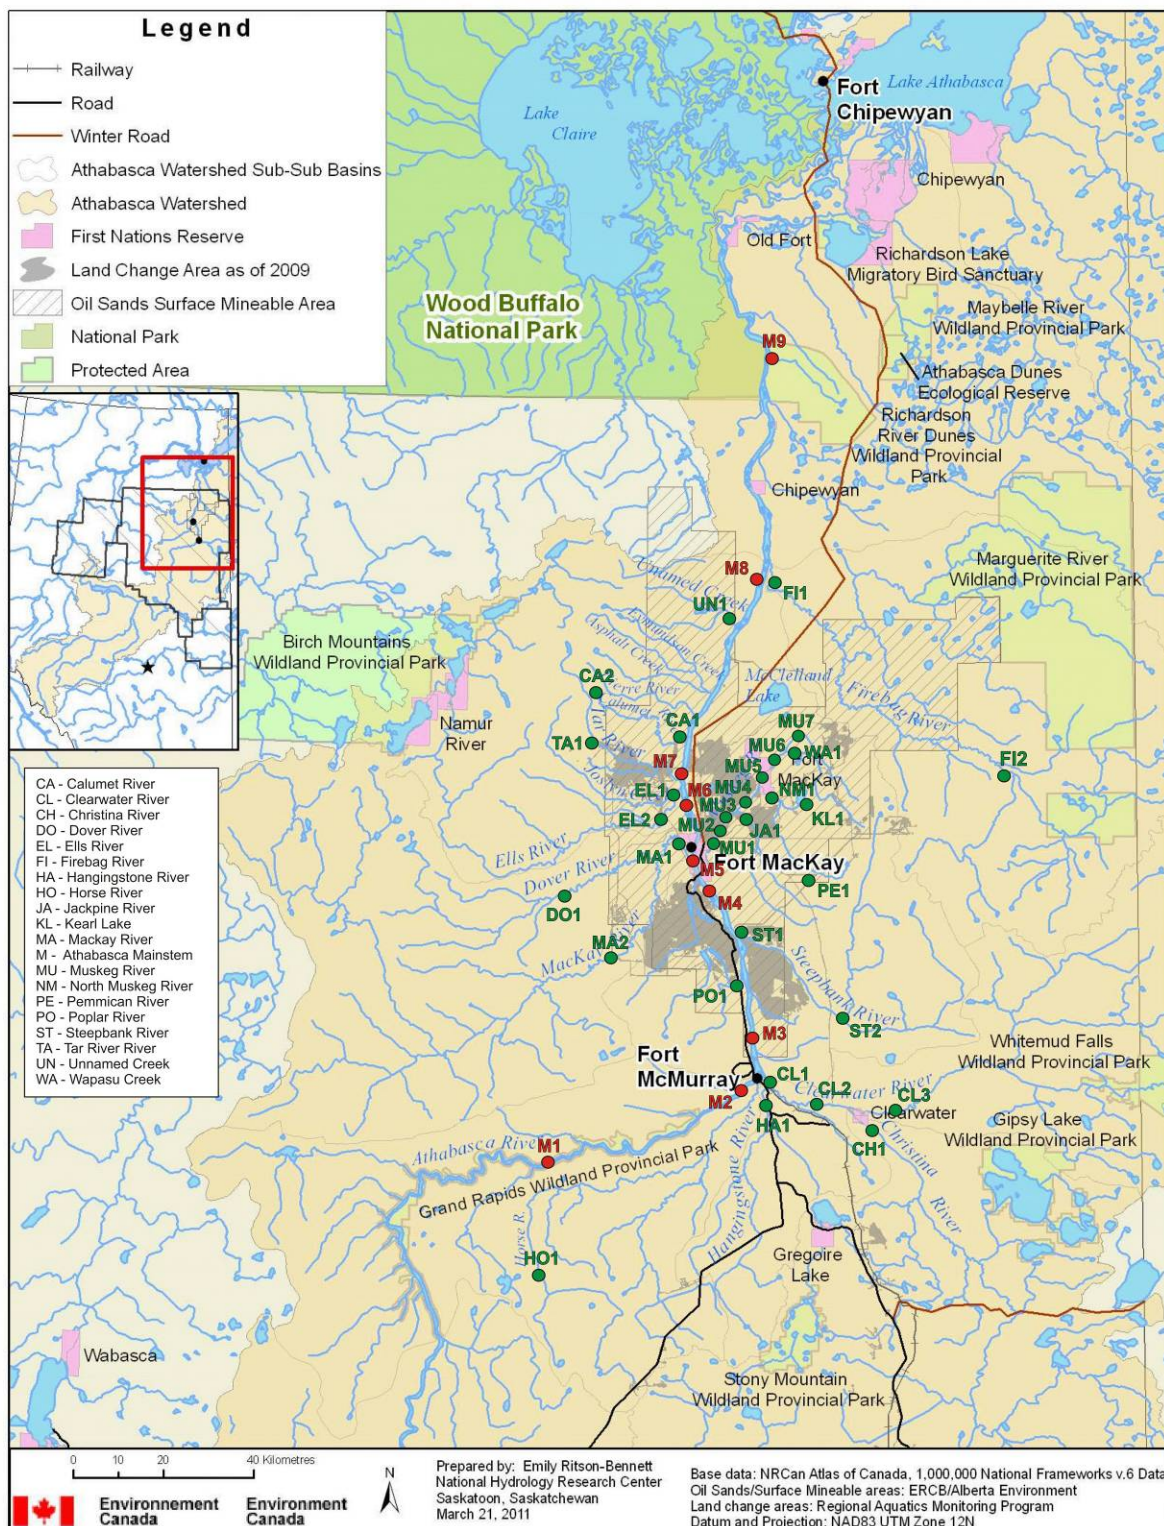 Legend
Railway
Road
Winter Road
Athabasca Watershed Sub-Sub Basins
Athabasca Watershed
First Nations Reserve
Land Change Area as of 2009
Oil Sands Surface Mineable Area
National Park
Protected Area
Lake
Claire
Lake Athabasca
Fort
Chipewyan
Chipewyan
Old Fort
Richardson Lake
Migratory Bird Sanctuary
Wood Buffalo
National Park
Maybelle River
Wildland Provincial Park
M9
Athabasca Dunes
Ecological Reserve
Richardson
River Dunes
Wildland Provincial
Park
Chipewyan
Marguerite River
Wildland Provincial Park
M8
FI1
Unamed Creek
UN1
Edmundson Creek
Asphalt Creek
Birch Mountains
Wildland Provincial Park
McClelland
Lake
Firebag River
CA2
Namur
River
Tar River
TA1
CA1
MU7
MU6
WA1
Fort
MacKay
FI2
M7
MU5
EL1
M6
MU4
NM1
MU3
KL1
EL2
MU2
JA1
MA1
MU1
Ells River
Fort MacKay
Dover River
M5
M4
PE1
DO1
ST1
MA2
MacKay River
Steepbank River
PO1
ST2
M3
Whitemud Falls
Wildland Provincial Park
Fort
McMurray
CL1
M2
CL2
Clearwater River
CL3
HA1
Clearwater
CH1
Gipsy Lake
Wildland Provincial Park
Christina
River
Athabasca River
M1
Grand Rapids Wildland Provincial Park
Hangingstone River
Horse R.
HO1
Gregoire
Lake
Wabasca
Stony Mountain
Wildland Provincial Park
CA - Calumet River
CL - Clearwater River
CH - Christina River
DO - Dover River
EL - Ells River
FI - Firebag River
HA - Hangingstone River
HO - Horse River
JA - Jackpine River
KL - Kearl Lake
MA - Mackay River
M - Athabasca Mainstem
MU - Muskeg River
NM - North Muskeg River
PE - Pemmican River
PO - Poplar River
ST - Steepbank River
TA - Tar River River
UN - Unnamed Creek
WA - Wapasu Creek
0 10 20 40 Kilometres
Environnement
Canada
Environment
Canada
N
Prepared by: Emily Ritson-Bennett
National Hydrology Research Center
Saskatoon, Saskatchewan
March 21, 2011
Base data: NRCan Atlas of Canada, 1,000,000 National Frameworks v.6 Data
Oil Sands/Surface Mineable areas: ERCB/Alberta Environment
Land change areas: Regional Aquatics Monitoring Program
Datum and Projection: NAD83 UTM Zone 12N